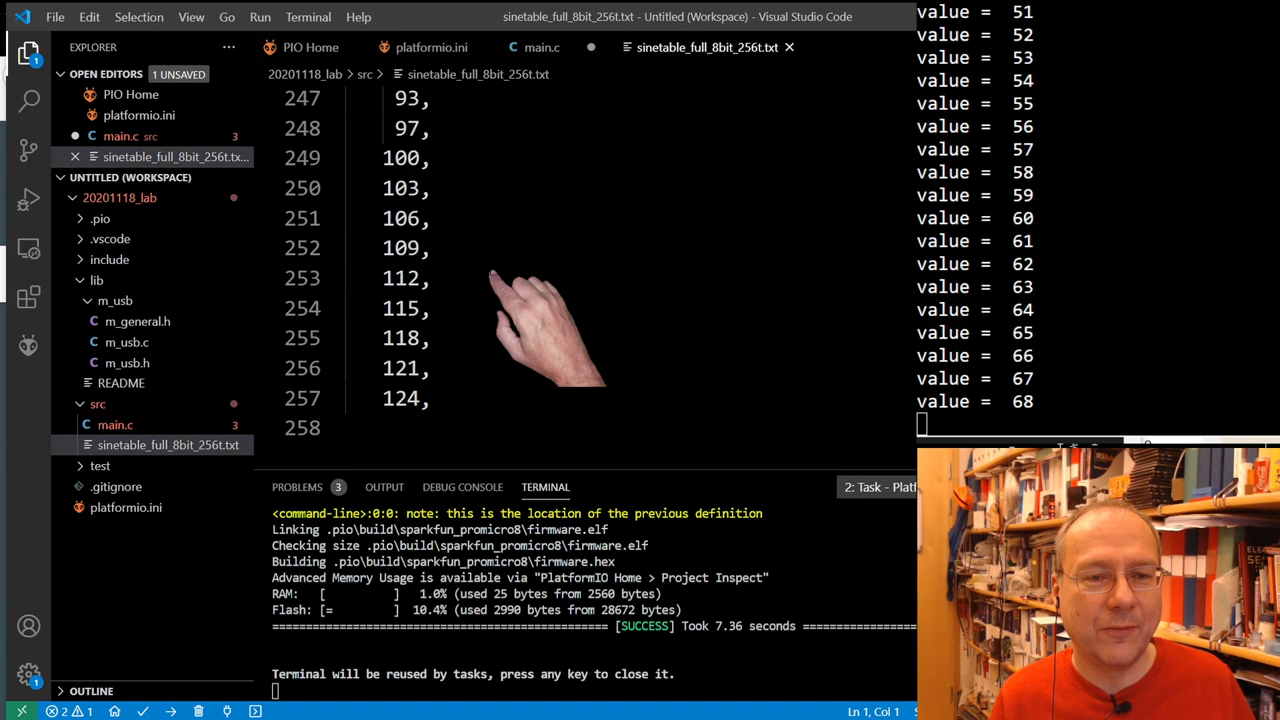 File Edit Selection View Go Run Terminal Help
sinetable_full_8bit_256t.txt - Untitled (Workspace) - Visual Studio Code
EXPLORER
OPEN EDITORS 1 UNSAVED
PIO Home
platformio.ini
main.c src 3
sinetable_full_8bit_256t.tx...
UNTITLED (WORKSPACE)
20201118_lab
.pio
.vscode
include
lib
m_usb
m_general.h
m_usb.c
m_usb.h
README
src
main.c 3
sinetable_full_8bit_256t.txt
test
.gitignore
platformio.ini
OUTLINE
1
1
PIO Home platformio.ini main.c sinetable_full_8bit_256t.txt
20201118_lab > src > sinetable_full_8bit_256t.txt
247 93,
248 97,
249 100,
250 103,
251 106,
252 109,
253 112,
254 115,
255 118,
256 121,
257 124,
258
PROBLEMS 3 OUTPUT DEBUG CONSOLE TERMINAL 2: Task - Platf
<command-line>:0:0: note: this is the location of the previous definition
Linking .pio\build\sparkfun_promicro8\firmware.elf
Checking size .pio\build\sparkfun_promicro8\firmware.elf
Building .pio\build\sparkfun_promicro8\firmware.hex
Advanced Memory Usage is available via "PlatformIO Home > Project Inspect"
RAM: [ ] 1.0% (used 25 bytes from 2560 bytes)
Flash: [= ] 10.4% (used 2990 bytes from 28672 bytes)
================================================ [SUCCESS] Took 7.36 seconds =================
Terminal will be reused by tasks, press any key to close it.
2 1 Ln 1, Col 1
value = 51
value = 52
value = 53
value = 54
value = 55
value = 56
value = 57
value = 58
value = 59
value = 60
value = 61
value = 62
value = 63
value = 64
value = 65
value = 66
value = 67
value = 68